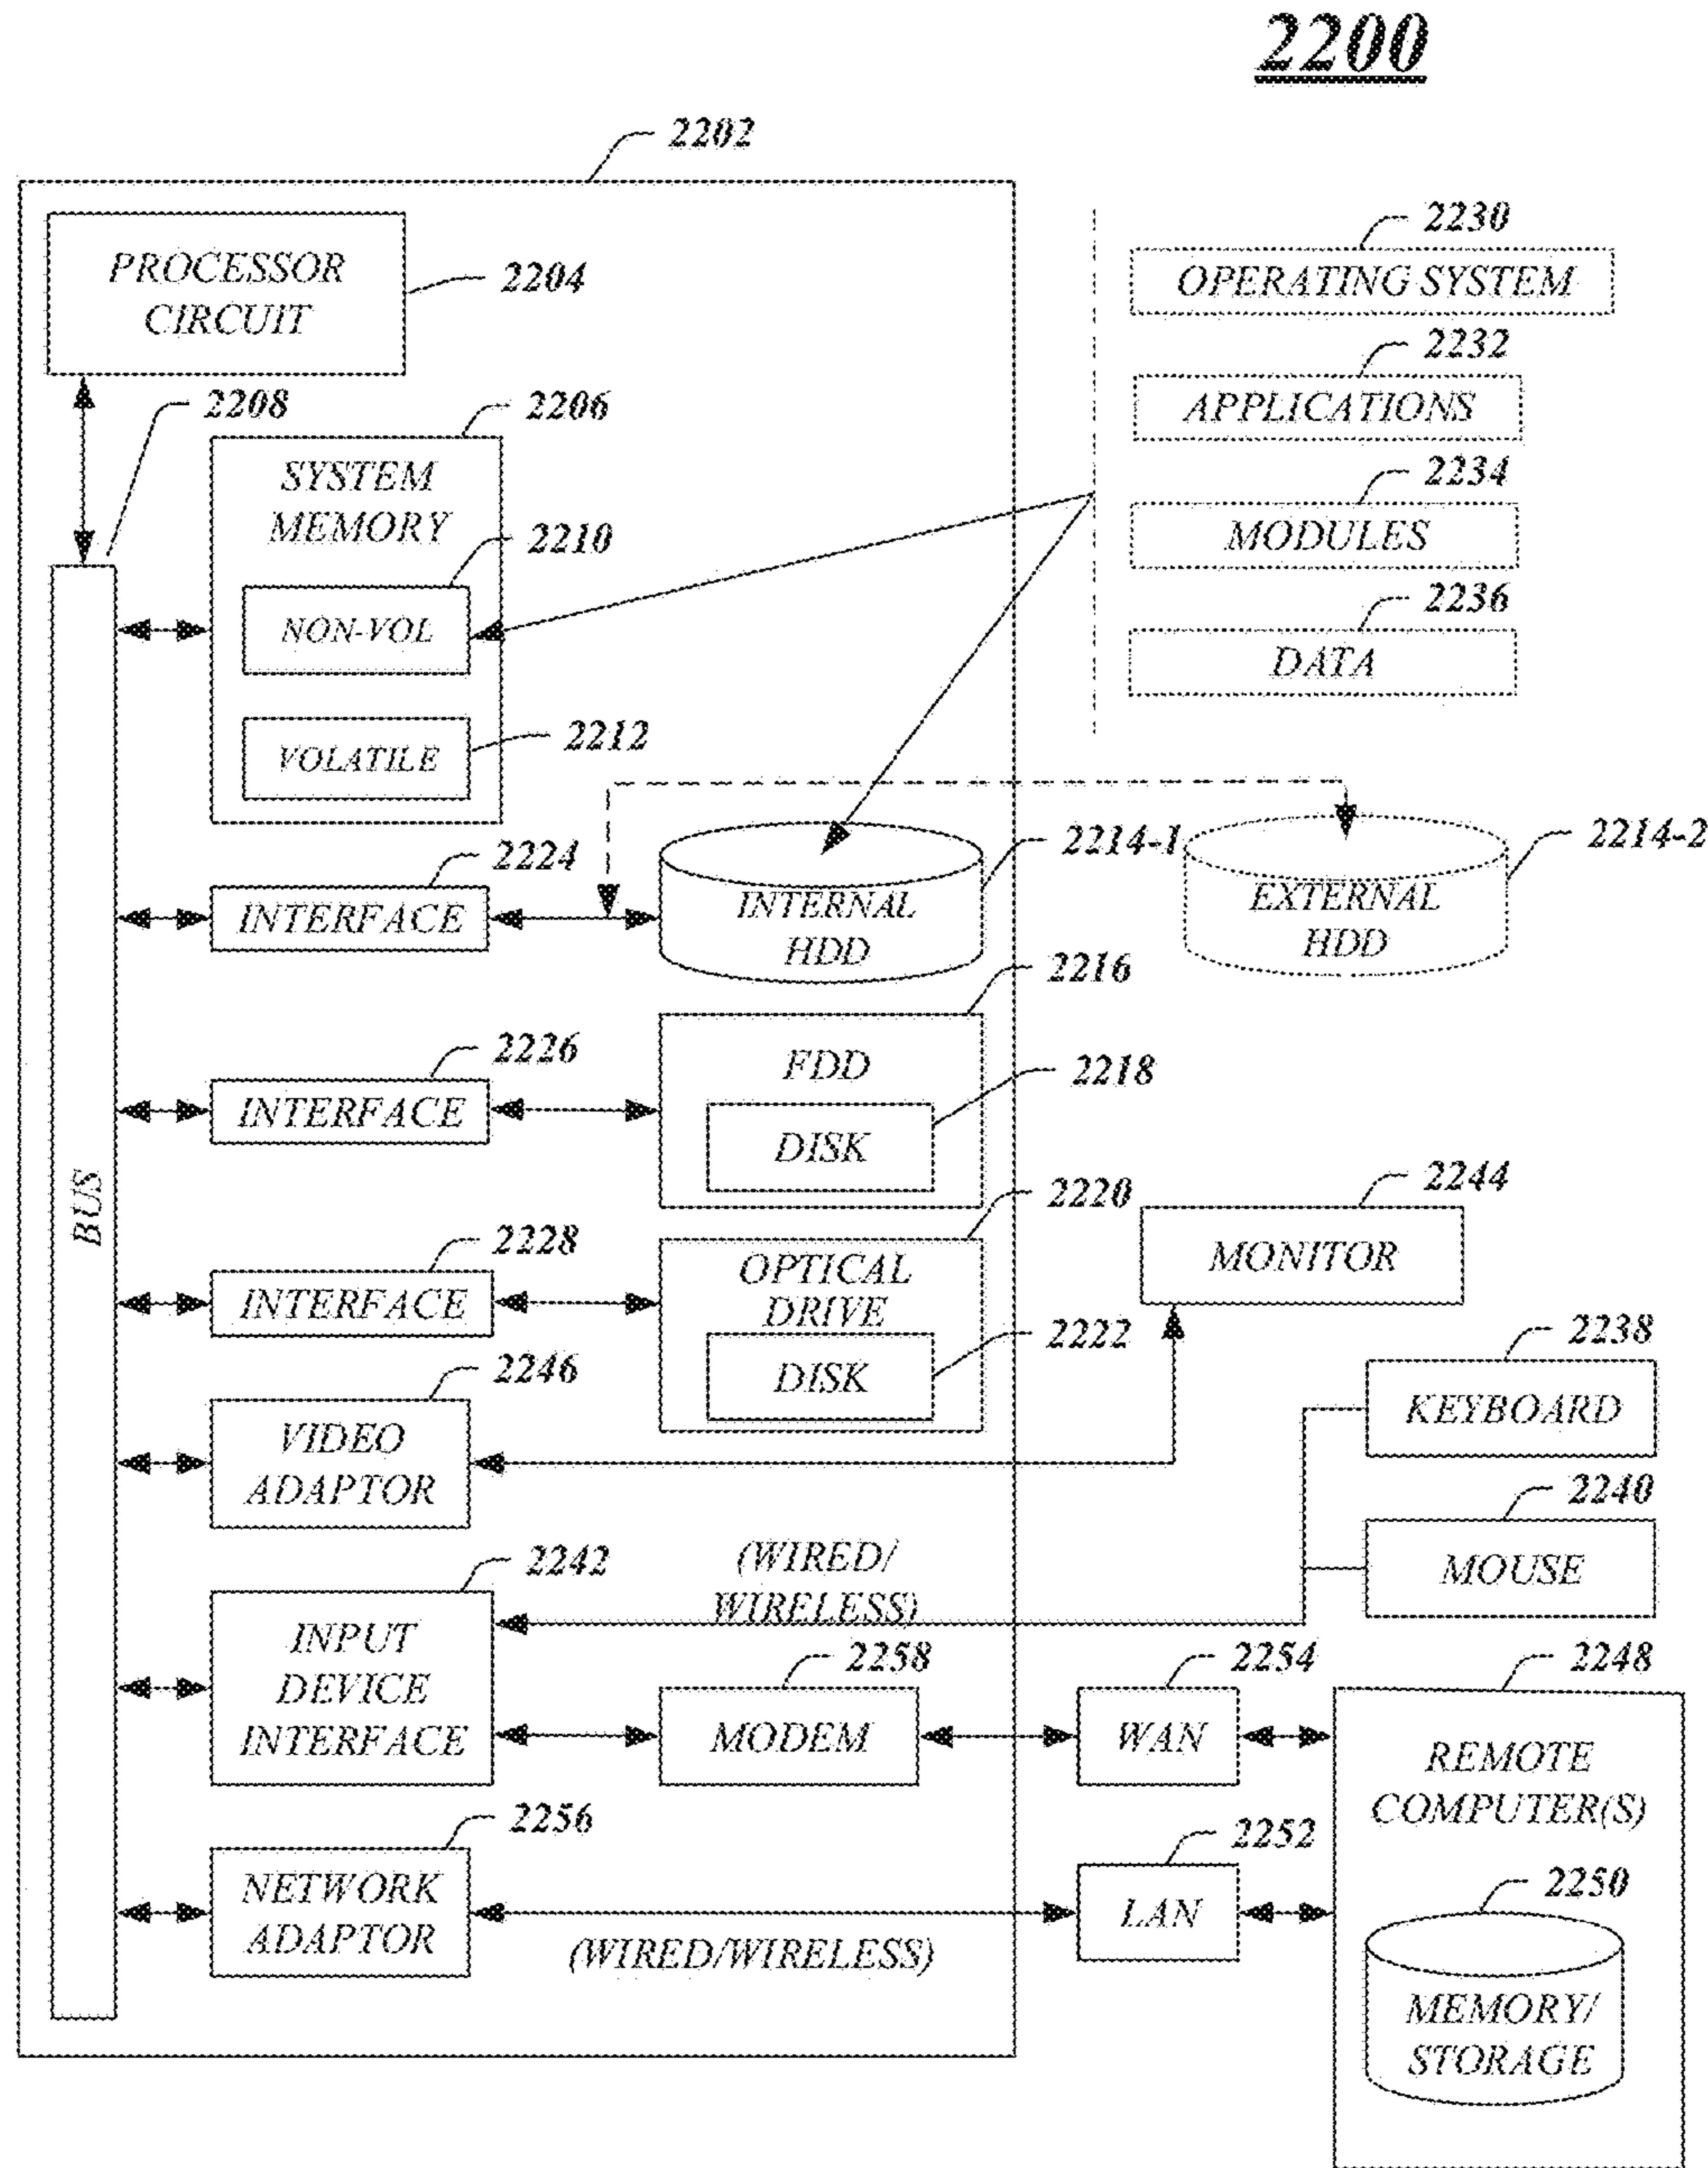 2200
2202
PROCESSOR
CIRCUIT
2204
2230
OPERATING SYSTEM
2232
APPLICATIONS
2234
MODULES
2236
DATA
2208
2206
SYSTEM
MEMORY
2210
NON-VOL
2212
VOLATILE
2224
INTERFACE
2214-1
INTERNAL
HDD
2214-2
EXTERNAL
HDD
2216
2226
INTERFACE
FDD
2218
DISK
BUS
2220
2228
INTERFACE
OPTICAL
DRIVE
2222
DISK
2244
MONITOR
2246
VIDEO
ADAPTOR
2238
KEYBOARD
2240
MOUSE
2242
INPUT
DEVICE
INTERFACE
(WIRED/
WIRELESS)
2258
MODEM
2254
WAN
2248
REMOTE
COMPUTER(S)
2256
NETWORK
ADAPTOR
(WIRED/WIRELESS)
2252
LAN
2250
MEMORY/
STORAGE